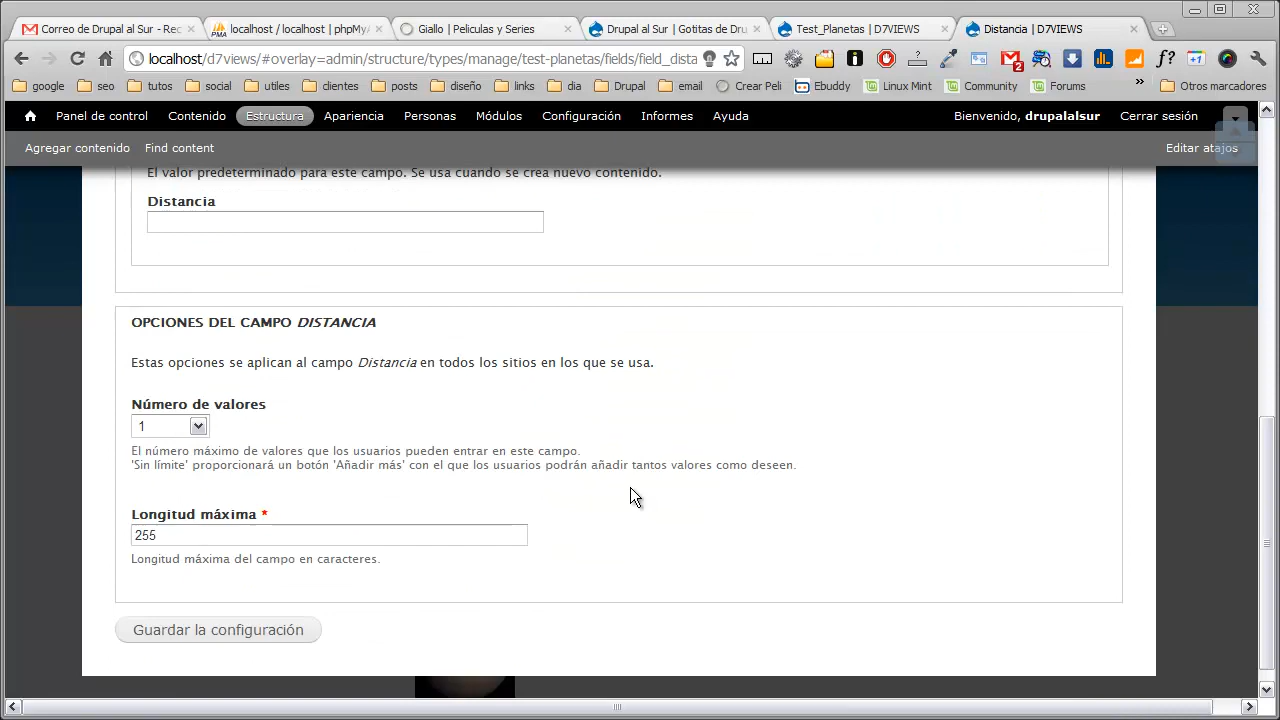 Correo de Drupal al Sur - Rec
localhost / localhost | phpMy
Giallo | Peliculas y Series
Drupal al Sur | Gotitas de Dru
Test_Planetas | D7VIEWS
Distancia | D7VIEWS
localhost/d7views/#overlay=admin/structure/types/manage/test-planetas/fields/field_dista
google
seo
tutos
social
utiles
rentes
posts
diseño
links
dia
Drupal
email
Crear Peli
Ebuddy
Linux Mint
Community
Forums
Otros marcadores
Panel de control
Contenido
Estructura
Apariencia
Personas
Módulos
Configuración
Informes
Ayuda
Bienvenido, drupalalsur
Cerrar sesión
Agregar contenido
Find content
Editar atajos
El valor predeterminado para este campo. Se usa cuando se crea nuevo contenido.
Distancia
OPCIONES DEL CAMPO DISTANCIA
Estas opciones se aplican al campo Distancia en todos los sitios en los que se usa.
Número de valores
1
El número máximo de valores que los usuarios pueden entrar en este campo.
'Sin límite' proporcionará un botón 'Añadir más' con el que los usuarios podrán añadir tantos valores como deseen.
Longitud máxima *
255
Longitud máxima del campo en caracteres.
Guardar la configuración